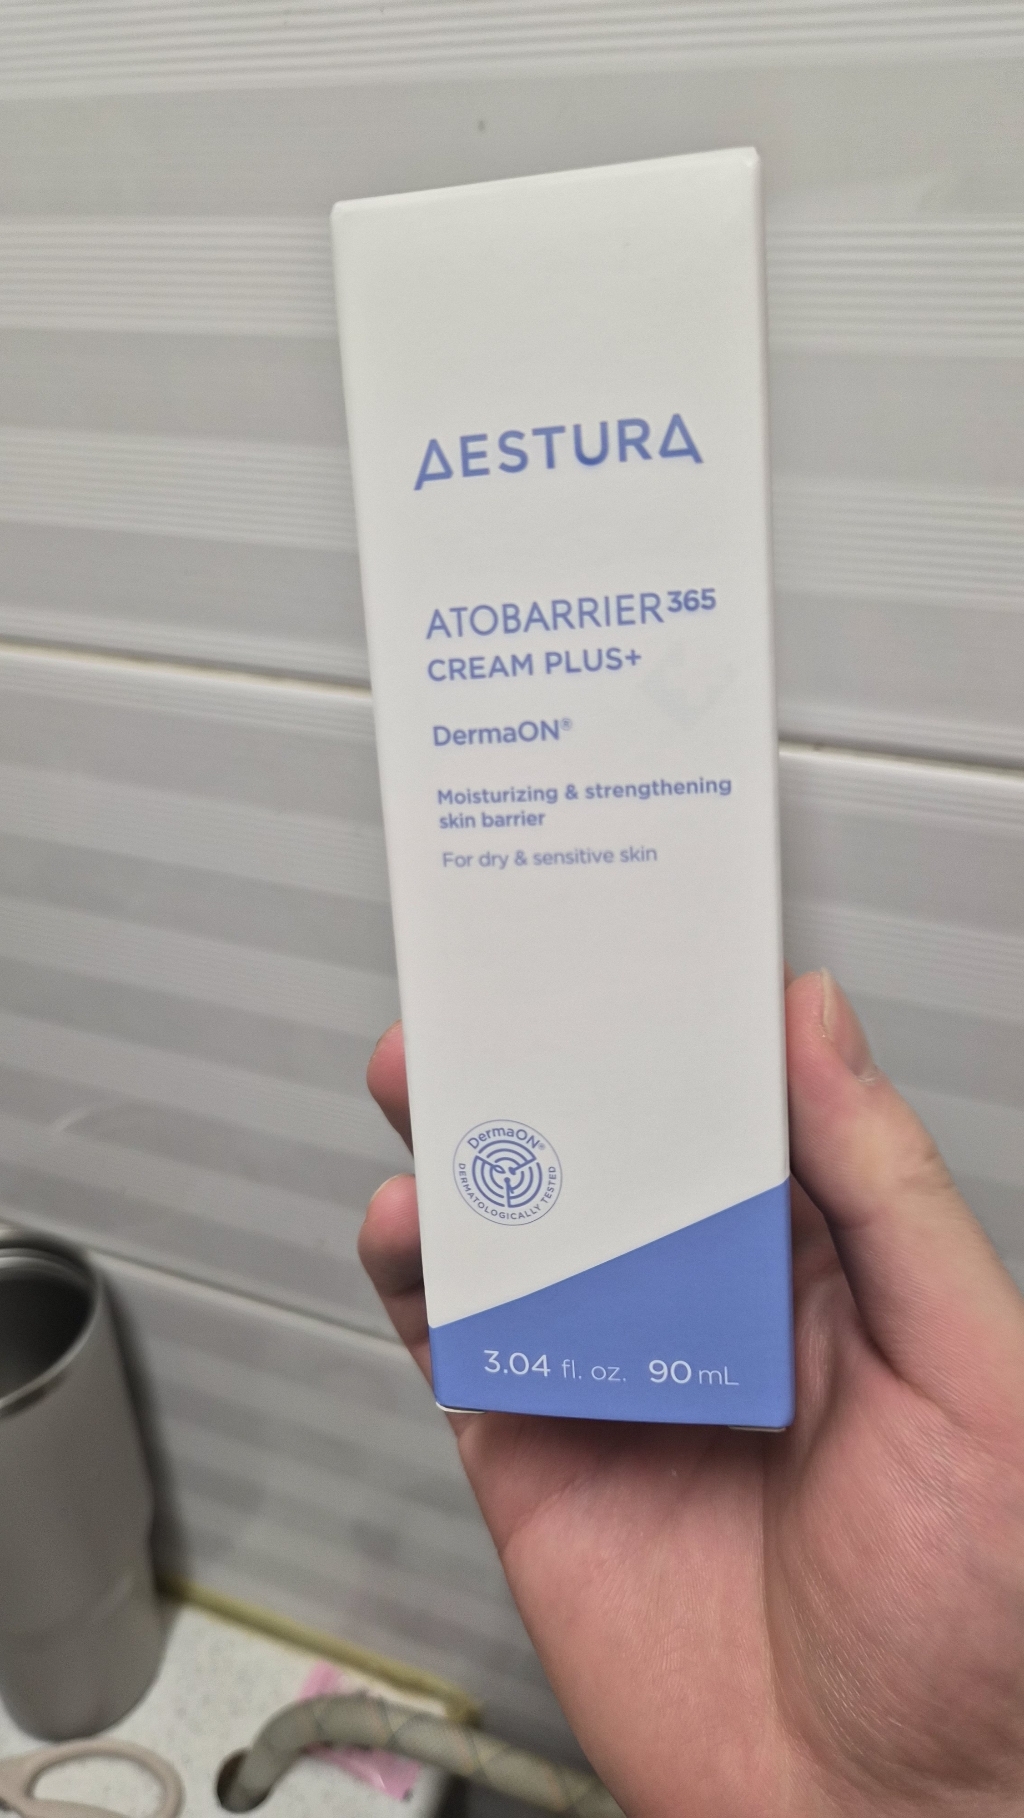 AESTURA
ATOBARRIER365
CREAM PLUS+
DermaON®
Moisturizing & strengthening
skin barrier
For dry & sensitive skin
DermaON®
DERMATOLOGICALLY TESTED
3.04 fl. oz. 90 mL